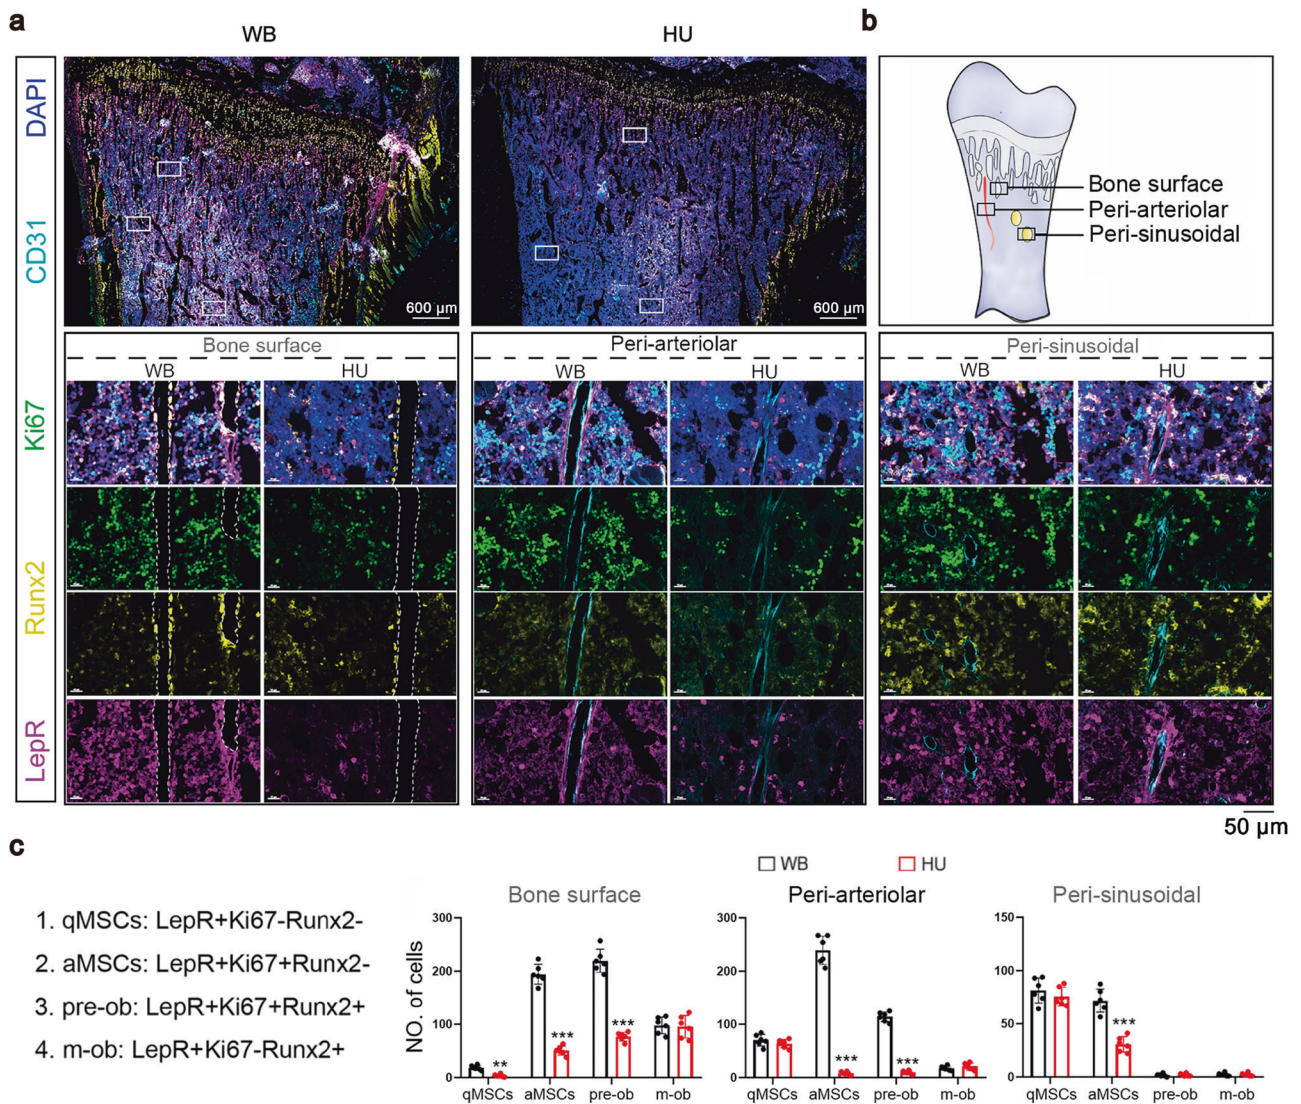 a
b
WB
HU
DAPI
CD31
Ki67
Runx2
LepR
600 µm
600 µm
Bone surface
Peri-arteriolar
Peri-sinusoidal
Bone surface
Peri-arteriolar
Peri-sinusoidal
WB
HU
WB
HU
WB
HU
50 µm
c
1. qMSCs: LepR+Ki67-Runx2-
2. aMSCs: LepR+Ki67+Runx2-
3. pre-ob: LepR+Ki67+Runx2+
4. m-ob: LepR+Ki67-Runx2+
WB
HU
Bone surface
NO. of cells
300
200
100
0
**
***
***
qMSCs
aMSCs
pre-ob
m-ob
Peri-arteriolar
300
200
100
0
***
***
qMSCs
aMSCs
pre-ob
m-ob
Peri-sinusoidal
150
100
50
0
***
qMSCs
aMSCs
pre-ob
m-ob